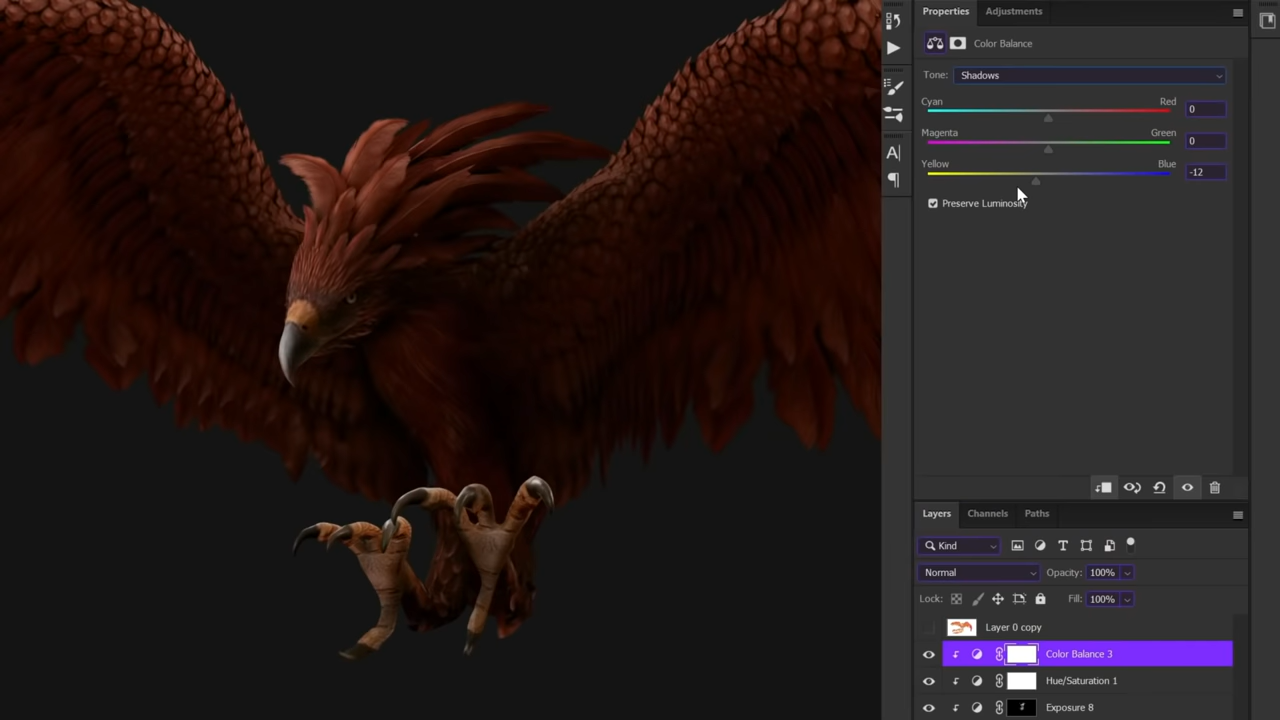 Properties Adjustments
Color Balance
Tone: Shadows
Cyan Red 0
Magenta Green 0
Yellow Blue -12
Preserve Luminosity
Layers Channels Paths
Kind
Normal Opacity: 100%
Lock: Fill: 100%
Layer 0 copy
Color Balance 3
Hue/Saturation 1
Exposure 8